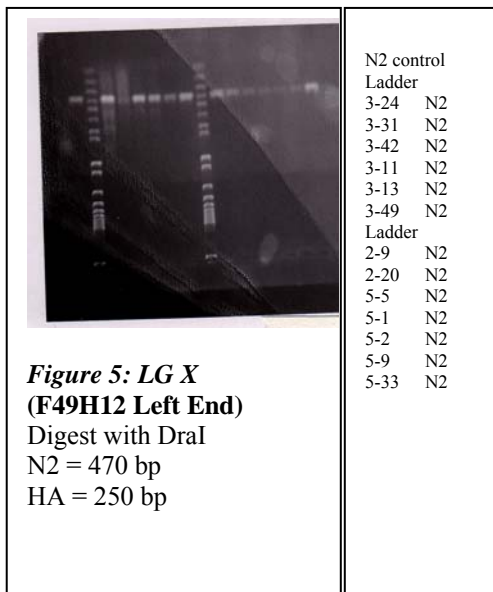 Figure 5: LG X
(F49H12 Left End)
Digest with DraI
N2 = 470 bp
HA = 250 bp
N2 control
Ladder
3-24 N2
3-31 N2
3-42 N2
3-11 N2
3-13 N2
3-49 N2
Ladder
2-9 N2
2-20 N2
5-5 N2
5-1 N2
5-2 N2
5-9 N2
5-33 N2